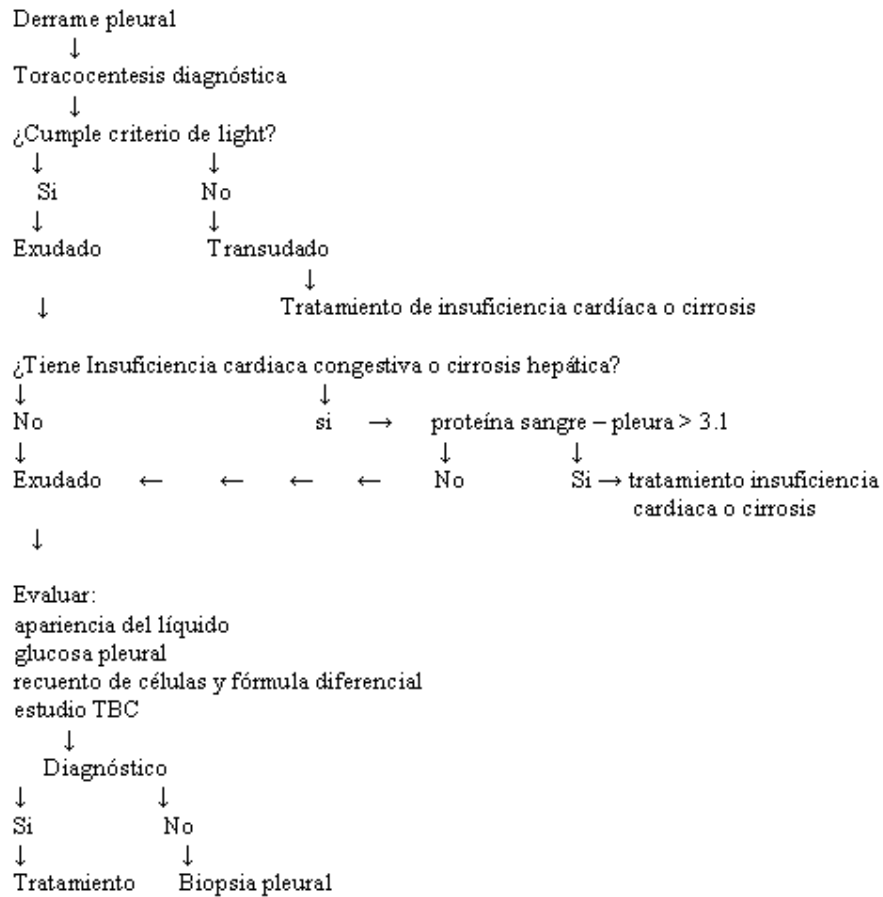 Derrame pleural
↓
Toracocentesis diagnóstica
↓
¿Cumple criterio de light?
↓ ↓
Si No
↓ ↓
Exudado Transudado
↓
↓ Tratamiento de insuficiencia cardíaca o cirrosis
¿Tiene Insuficiencia cardiaca congestiva o cirrosis hepática?
↓ ↓
No si → proteína sangre – pleura > 3.1
↓ ↓ ↓
Exudado ← ← ← ← No Si → tratamiento insuficiencia
cardiaca o cirrosis
↓
Evaluar:
apariencia del líquido
glucosa pleural
recuento de células y fórmula diferencial
estudio TBC
↓
Diagnóstico
↓ ↓
Si No
↓ ↓
Tratamiento Biopsia pleural